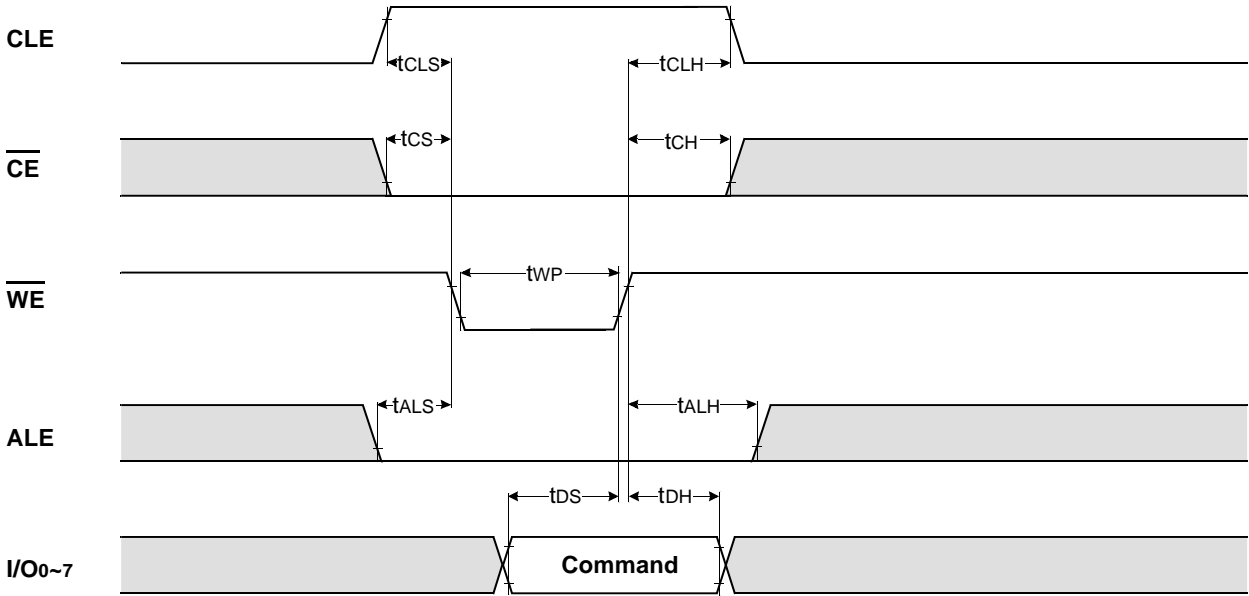 CLE
tCLS
tCLH
CE
tCS
tCH
WE
tWP
ALE
tALS
tALH
tDS
tDH
I/O0~7
Command